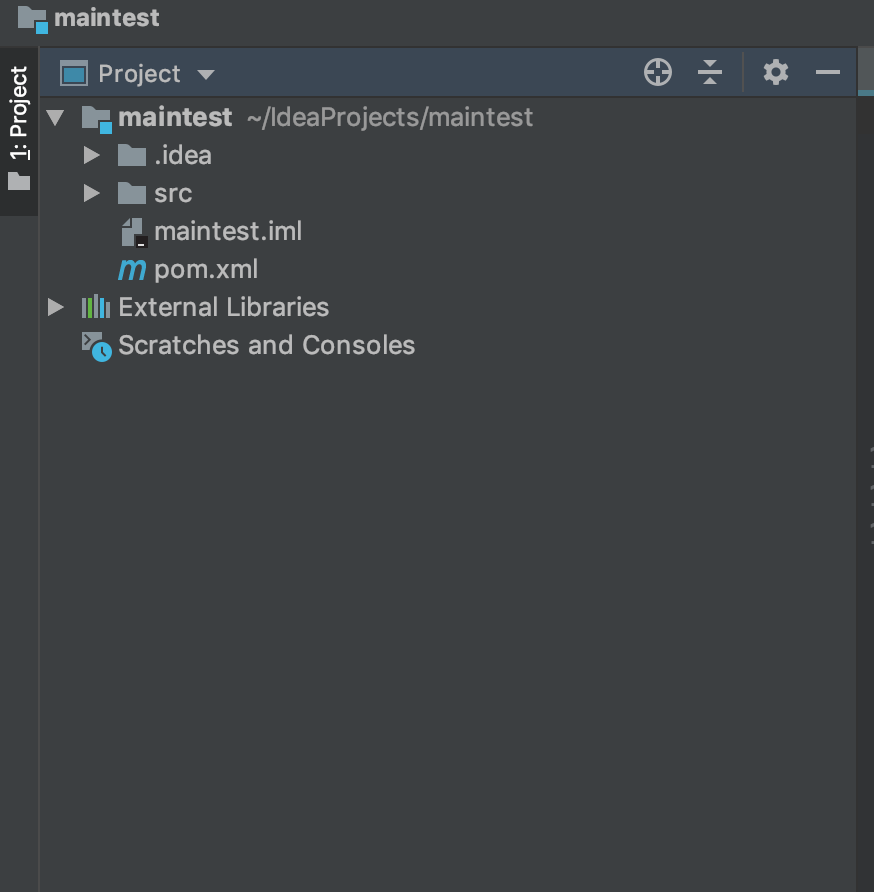 maintest
1: Project
Project
maintest ~/IdeaProjects/maintest
.idea
src
maintest.iml
m pom.xml
External Libraries
Scratches and Consoles